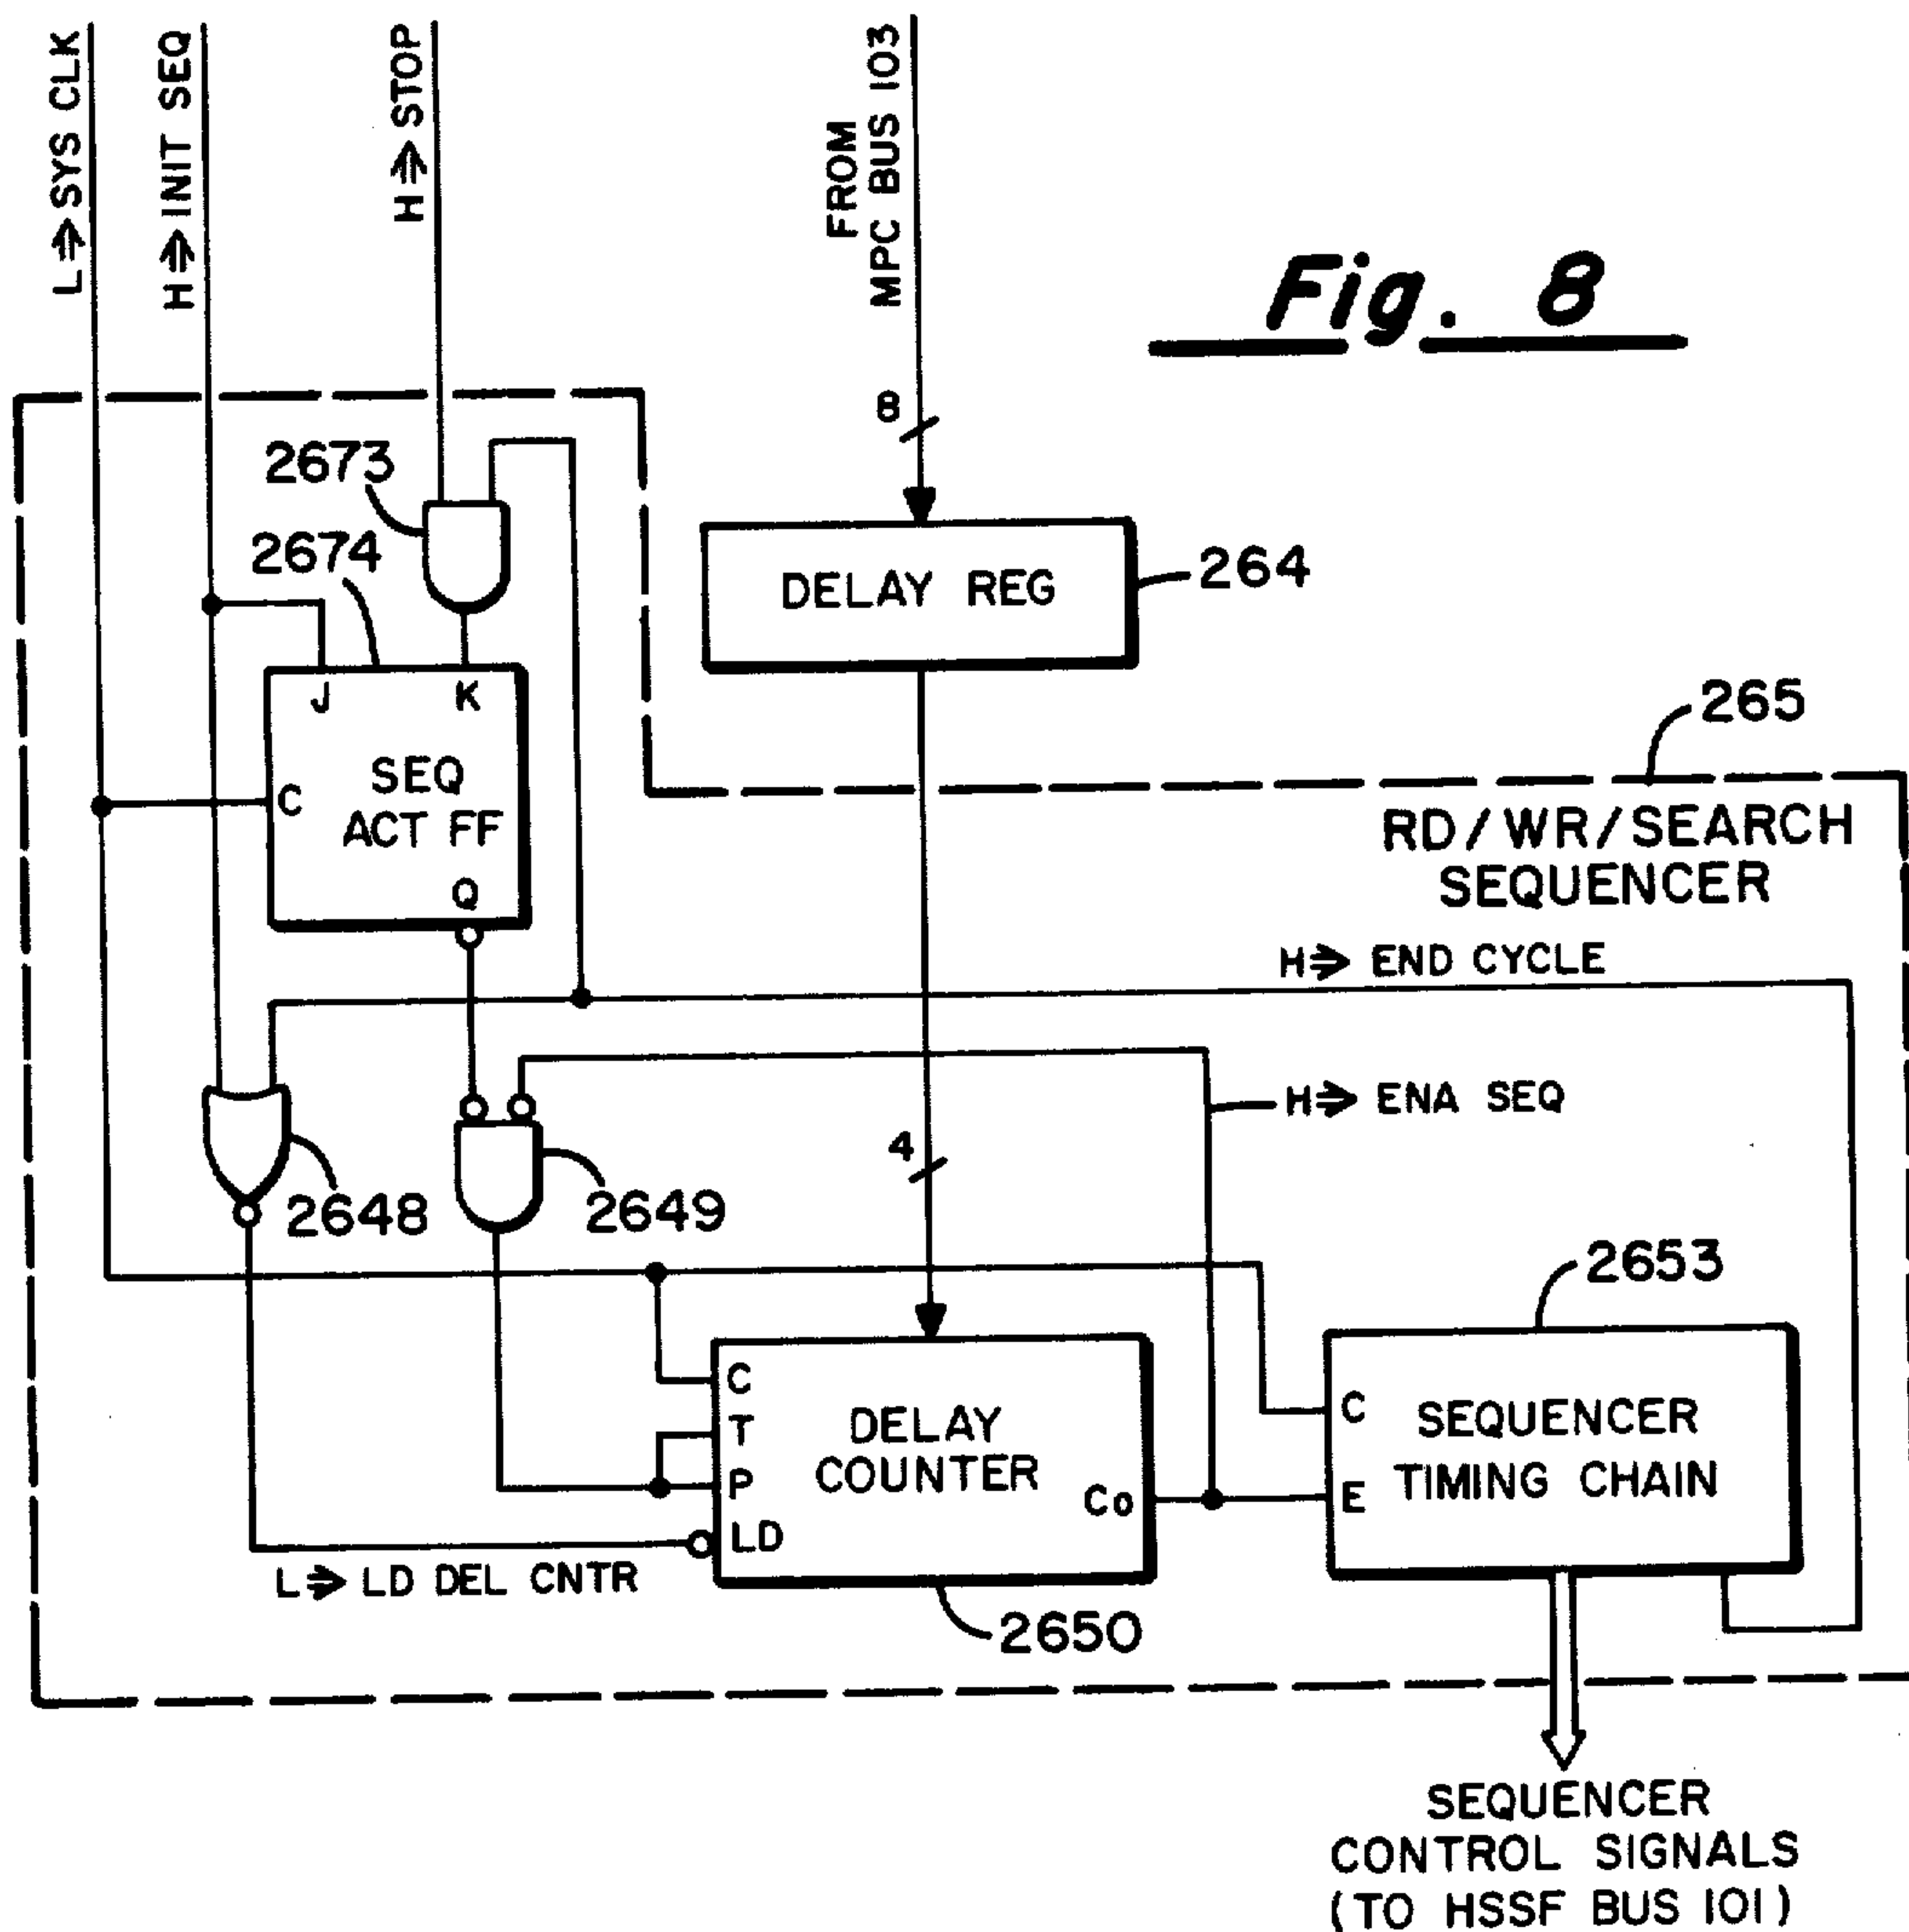 L⇒SYS CLK
H⇒INIT SEQ
H⇒STOP
FROM
MPC BUS 103
Fig. 8
8
2673
2674
DELAY REG
264
J
K
SEQ
ACT FF
C
Q
265
RD/WR/SEARCH
SEQUENCER
H⇒ END CYCLE
H⇒ ENA SEQ
4
2648
2649
2653
C
T
P
LD
DELAY
COUNTER
Co
C
E
SEQUENCER
TIMING CHAIN
L⇒ LD DEL CNTR
2650
SEQUENCER
CONTROL SIGNALS
(TO HSSF BUS 101)